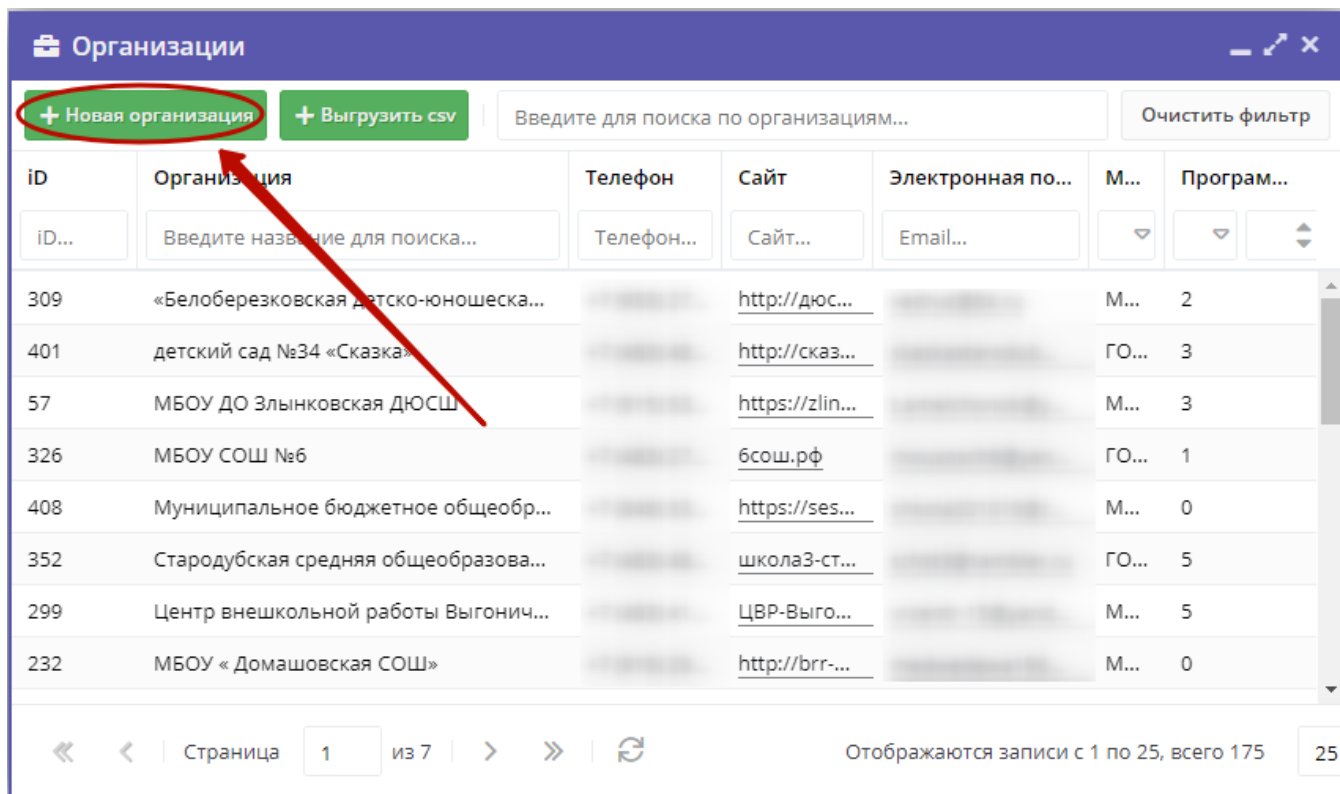 Организации
+ Новая организация + Выгрузить csv Введите для поиска по организациям... Очистить фильтр
iD Организация Телефон Сайт Электронная по... М... Програм...
iD... Введите название для поиска... Телефон... Сайт... Email...
309 «Белоберезковская детско-юношеска... http://дюс... М... 2
401 детский сад №34 «Сказка» http://сказ... ГО... 3
57 МБОУ ДО Злынковская ДЮСШ https://zlin... М... 3
326 МБОУ СОШ №6 6сош.рф ГО... 1
408 Муниципальное бюджетное общеобр... https://ses... М... 0
352 Стародубская средняя общеобразова... школа3-ст... ГО... 5
299 Центр внешкольной работы Выгонич... ЦВР-Выго... М... 5
232 МБОУ « Домашовская СОШ» http://brr-... М... 0
Страница 1 из 7 Отображаются записи с 1 по 25, всего 175 25